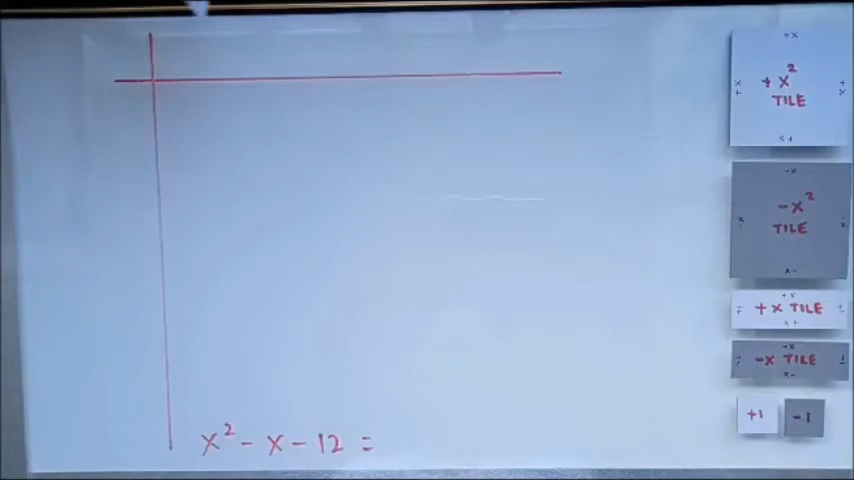 +x² TILE
-x² TILE
+x TILE
-x TILE
+1 -1
x² - x - 12 =